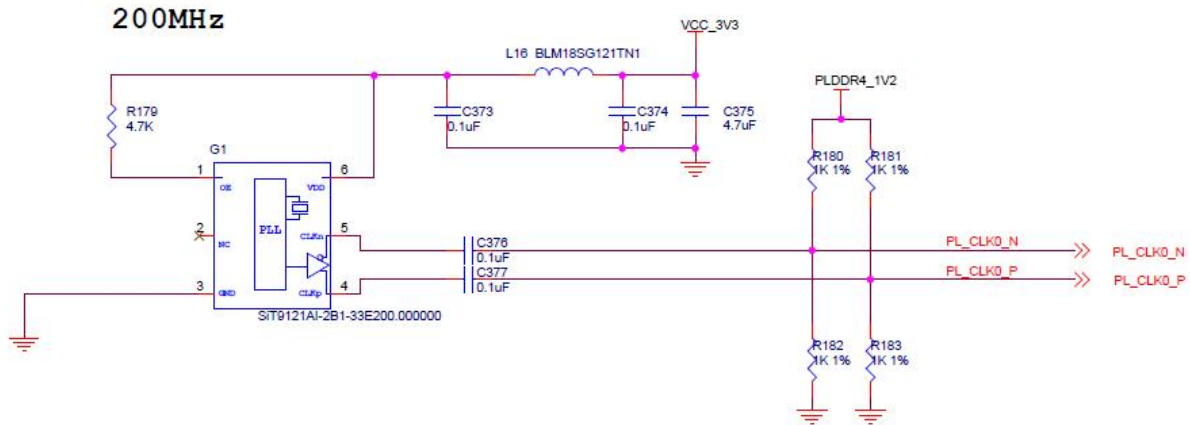 200MHz
VCC_3V3
L16 BLM18SG121TN1
PLDDR4_1V2
R179
4.7K
C373
0.1uF
C374
0.1uF
C375
4.7uF
G1
R180
1K 1%
R181
1K 1%
1
OE
VDD
6
PLL
2
NC
CLKn
5
C376
0.1uF
PL_CLK0_N
PL_CLK0_N
3
GND
CLKp
4
C377
0.1uF
PL_CLK0_P
PL_CLK0_P
SiT9121AI-2B1-33E200.000000
R182
1K 1%
R183
1K 1%